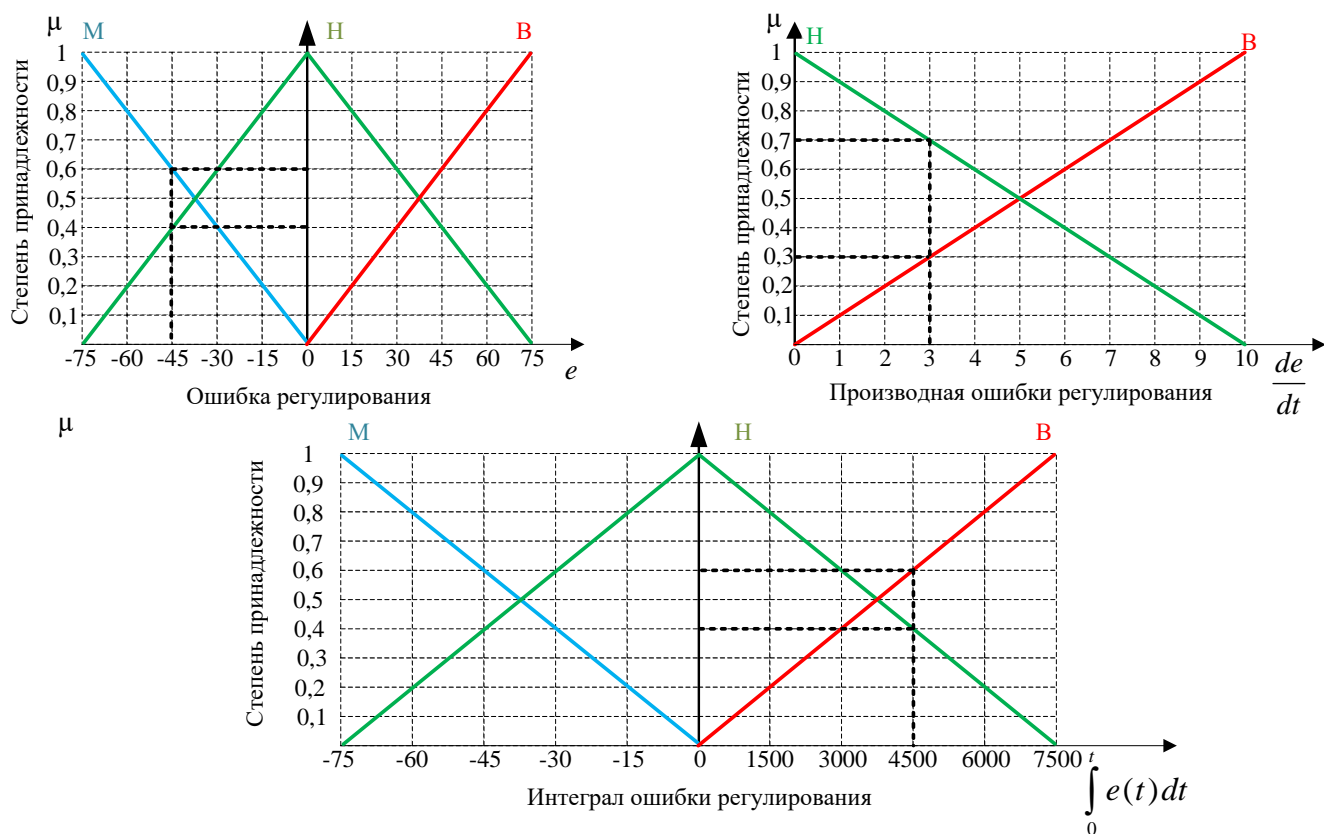 μ
М Н В
Степень принадлежности
1
0,9
0,8
0,7
0,6
0,5
0,4
0,3
0,2
0,1
-75 -60 -45 -30 -15 0 15 30 45 60 75
e
Ошибка регулирования
μ
Н В
Степень принадлежности
1
0,9
0,8
0,7
0,6
0,5
0,4
0,3
0,2
0,1
0 1 2 3 4 5 6 7 8 9 10
de
dt
Производная ошибки регулирования
μ
М Н В
Степень принадлежности
1
0,9
0,8
0,7
0,6
0,5
0,4
0,3
0,2
0,1
-75 -60 -45 -30 -15 0 1500 3000 4500 6000 7500
t
∫ e(t)dt
0
Интеграл ошибки регулирования